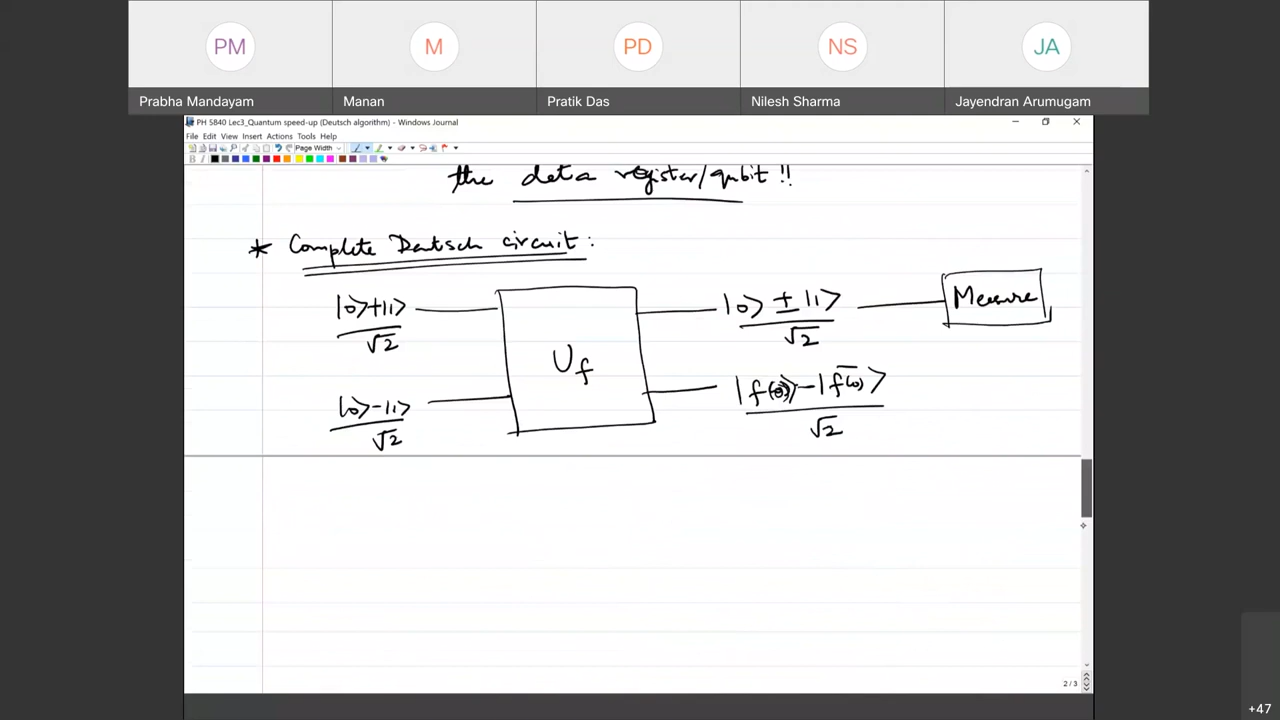 PM
M
PD
NS
JA
Prabha Mandayam
Manan
Pratik Das
Nilesh Sharma
Jayendran Arumugam
PH 5840 Lec3_Quantum speed-up (Deutsch algorithm) - Windows Journal
File Edit View Insert Actions Tools Help
Page Width
B I
the data register/qubit !!
* Complete Deutsch circuit :
|0>+|1>
√2
|0>-|1>
√2
U_f
|0> ± |1>
√2
|f(0)>-|f̅(0)>
√2
Measure
2 / 3
+47